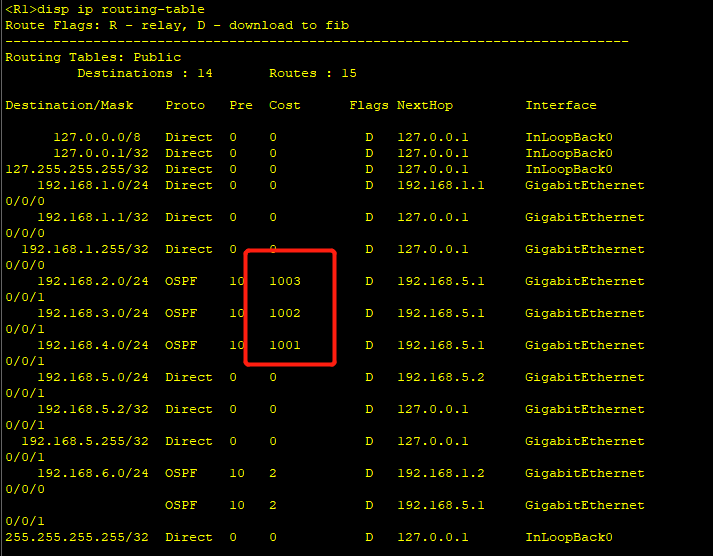 <R1>disp ip routing-table
Route Flags: R - relay, D - download to fib
------------------------------------------------------------------------------
Routing Tables: Public
         Destinations : 14       Routes : 15

Destination/Mask    Proto   Pre  Cost      Flags NextHop         Interface

      127.0.0.0/8   Direct  0    0           D   127.0.0.1       InLoopBack0
      127.0.0.1/32  Direct  0    0           D   127.0.0.1       InLoopBack0
127.255.255.255/32  Direct  0    0           D   127.0.0.1       InLoopBack0
    192.168.1.0/24  Direct  0    0           D   192.168.1.1     GigabitEthernet
0/0/0
    192.168.1.1/32  Direct  0    0           D   127.0.0.1       GigabitEthernet
0/0/0
  192.168.1.255/32  Direct  0    0           D   127.0.0.1       GigabitEthernet
0/0/0
    192.168.2.0/24  OSPF    10   1003        D   192.168.5.1     GigabitEthernet
0/0/1
    192.168.3.0/24  OSPF    10   1002        D   192.168.5.1     GigabitEthernet
0/0/1
    192.168.4.0/24  OSPF    10   1001        D   192.168.5.1     GigabitEthernet
0/0/1
    192.168.5.0/24  Direct  0    0           D   192.168.5.2     GigabitEthernet
0/0/1
    192.168.5.2/32  Direct  0    0           D   127.0.0.1       GigabitEthernet
0/0/1
  192.168.5.255/32  Direct  0    0           D   127.0.0.1       GigabitEthernet
0/0/1
    192.168.6.0/24  OSPF    10   2           D   192.168.1.2     GigabitEthernet
0/0/0
                    OSPF    10   2           D   192.168.5.1     GigabitEthernet
0/0/1
255.255.255.255/32  Direct  0    0           D   127.0.0.1       InLoopBack0